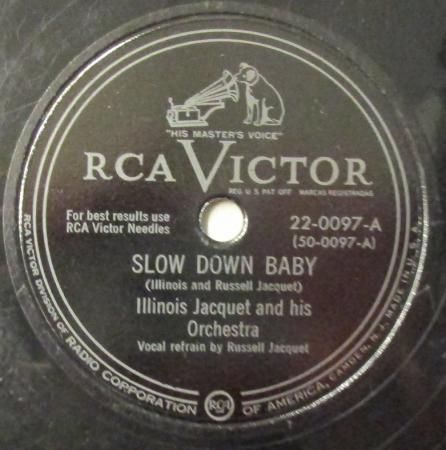 "HIS MASTER'S VOICE"
RCA VICTOR
REG. U.S. PAT. OFF. MARCAS REGISTRADAS
For best results use
RCA Victor Needles
22-0097-A
(50-0097-A)
SLOW DOWN BABY
(Illinois and Russell Jacquet)
Illinois Jacquet and his
Orchestra
Vocal refrain by Russell Jacquet
RCA VICTOR DIVISION OF RADIO CORPORATION RCA OF AMERICA, CAMDEN, N. J. MADE IN U.S.A.